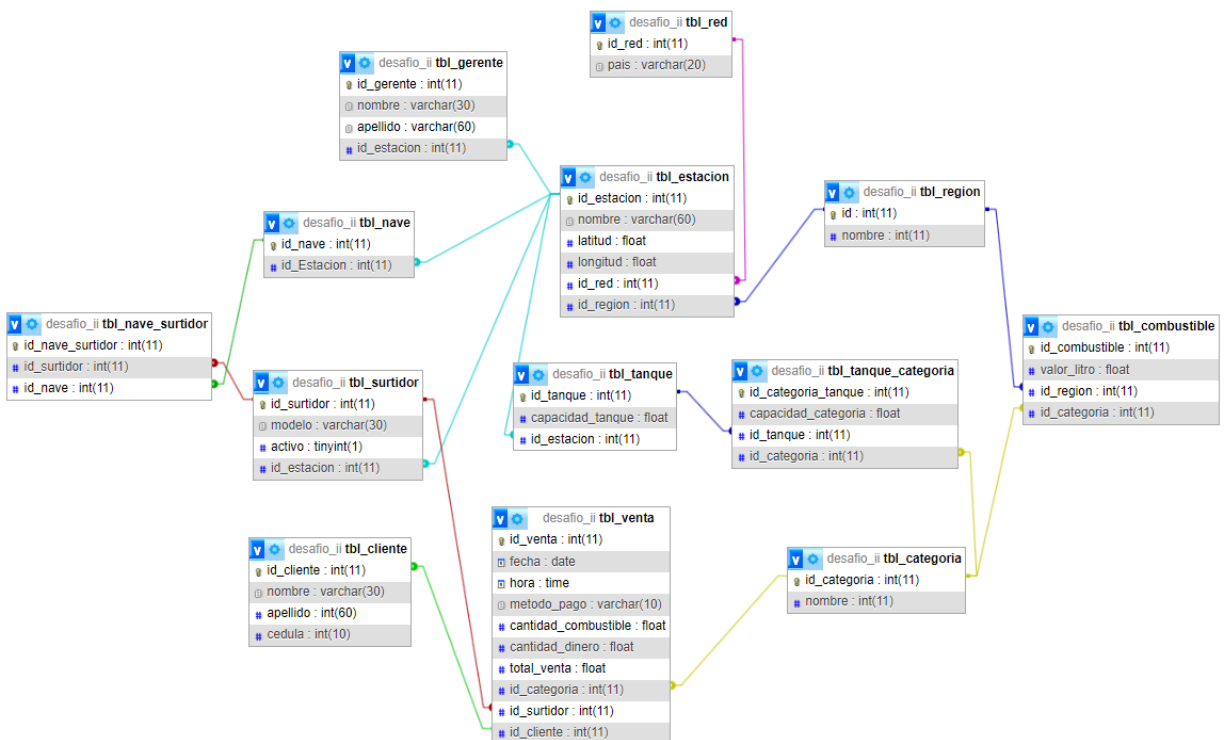 desafio_ii tbl_red
id_red : int(11)
pais : varchar(20)
desafio_ii tbl_gerente
id_gerente : int(11)
nombre : varchar(30)
apellido : varchar(60)
id_estacion : int(11)
desafio_ii tbl_estacion
id_estacion : int(11)
nombre : varchar(60)
latitud : float
longitud : float
id_red : int(11)
id_region : int(11)
desafio_ii tbl_region
id : int(11)
nombre : int(11)
desafio_ii tbl_nave
id_nave : int(11)
id_Estacion : int(11)
desafio_ii tbl_nave_surtidor
id_nave_surtidor : int(11)
id_surtidor : int(11)
id_nave : int(11)
desafio_ii tbl_surtidor
id_surtidor : int(11)
modelo : varchar(30)
activo : tinyint(1)
id_estacion : int(11)
desafio_ii tbl_tanque
id_tanque : int(11)
capacidad_tanque : float
id_estacion : int(11)
desafio_ii tbl_tanque_categoria
id_categoria_tanque : int(11)
capacidad_categoria : float
id_tanque : int(11)
id_categoria : int(11)
desafio_ii tbl_combustible
id_combustible : int(11)
valor_litro : float
id_region : int(11)
id_categoria : int(11)
desafio_ii tbl_cliente
id_cliente : int(11)
nombre : varchar(30)
apellido : int(60)
cedula : int(10)
desafio_ii tbl_venta
id_venta : int(11)
fecha : date
hora : time
metodo_pago : varchar(10)
cantidad_combustible : float
cantidad_dinero : float
total_venta : float
id_categoria : int(11)
id_surtidor : int(11)
id_cliente : int(11)
desafio_ii tbl_categoria
id_categoria : int(11)
nombre : int(11)